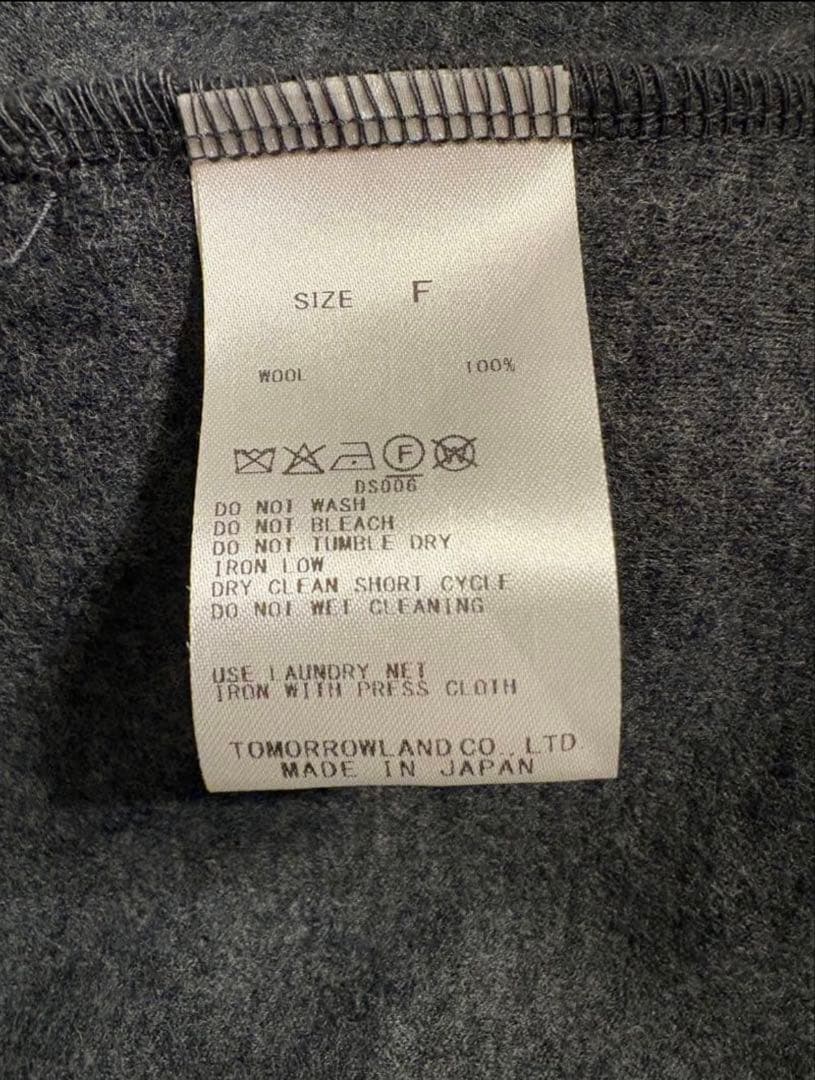 SIZE F
WOOL 100%
F W
DS006
DO NOT WASH
DO NOT BLEACH
DO NOT TUMBLE DRY
IRON LOW
DRY CLEAN SHORT CYCLE
DO NOT WET CLEANING
USE LAUNDRY NET
IRON WITH PRESS CLOTH
TOMORROWLAND CO., LTD.
MADE IN JAPAN